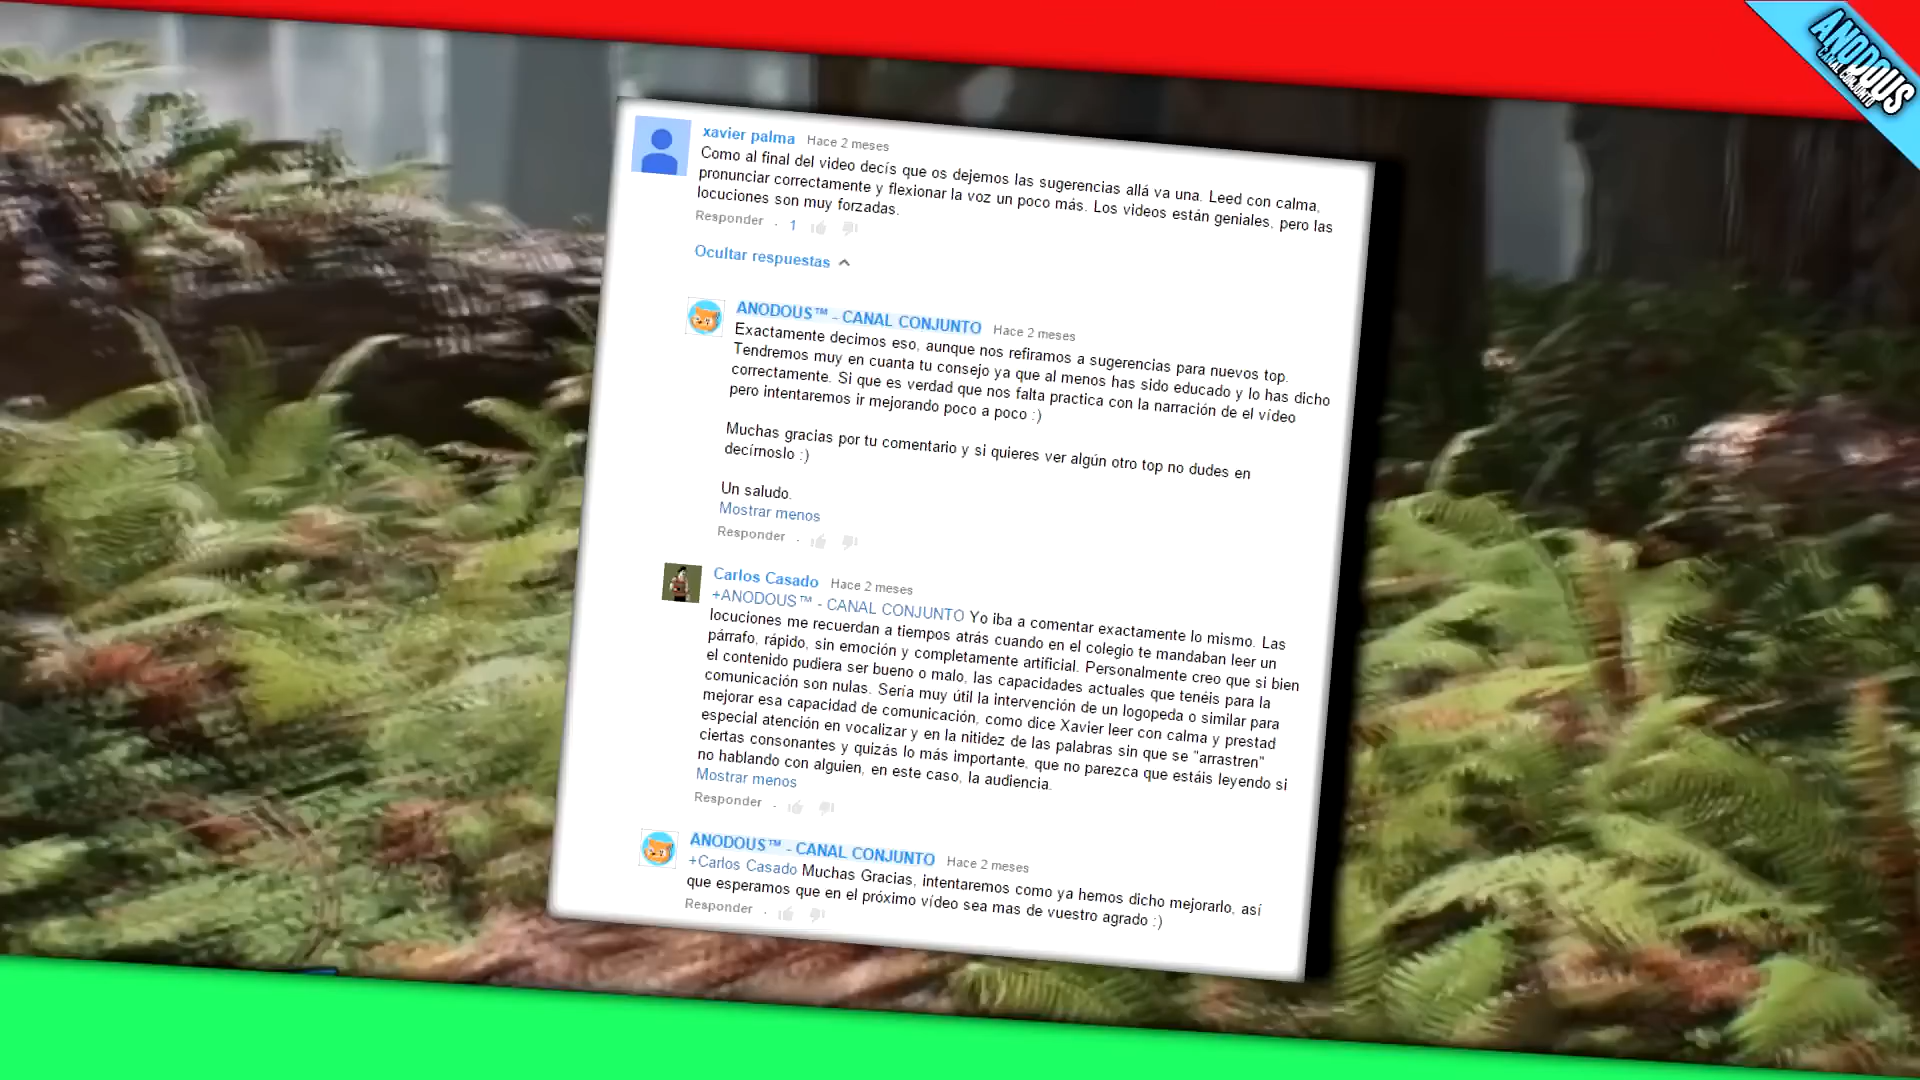 ANODOUS
CANAL CONJUNTO
xavier palma Hace 2 meses
Como al final del video decís que os dejemos las sugerencias allá va una. Leed con calma,
pronunciar correctamente y flexionar la voz un poco más. Los videos están geniales, pero las
locuciones son muy forzadas.
Responder · 1
Ocultar respuestas
ANODOUS™ - CANAL CONJUNTO Hace 2 meses
Exactamente decimos eso, aunque nos refiramos a sugerencias para nuevos top.
Tendremos muy en cuanta tu consejo ya que al menos has sido educado y lo has dicho
correctamente. Si que es verdad que nos falta practica con la narración de el vídeo
pero intentaremos ir mejorando poco a poco :)
Muchas gracias por tu comentario y si quieres ver algún otro top no dudes en
decírnoslo :)
Un saludo.
Mostrar menos
Responder ·
Carlos Casado Hace 2 meses
+ANODOUS™ - CANAL CONJUNTO Yo iba a comentar exactamente lo mismo. Las
locuciones me recuerdan a tiempos atrás cuando en el colegio te mandaban leer un
párrafo, rápido, sin emoción y completamente artificial. Personalmente creo que si bien
el contenido pudiera ser bueno o malo, las capacidades actuales que tenéis para la
comunicación son nulas. Sería muy útil la intervención de un logopeda o similar para
mejorar esa capacidad de comunicación, como dice Xavier leer con calma y prestad
especial atención en vocalizar y en la nitidez de las palabras sin que se "arrastren"
ciertas consonantes y quizás lo más importante, que no parezca que estáis leyendo si
no hablando con alguien, en este caso, la audiencia.
Mostrar menos
Responder ·
ANODOUS™ - CANAL CONJUNTO Hace 2 meses
+Carlos Casado Muchas Gracias, intentaremos como ya hemos dicho mejorarlo, así
que esperamos que en el próximo vídeo sea mas de vuestro agrado :)
Responder ·